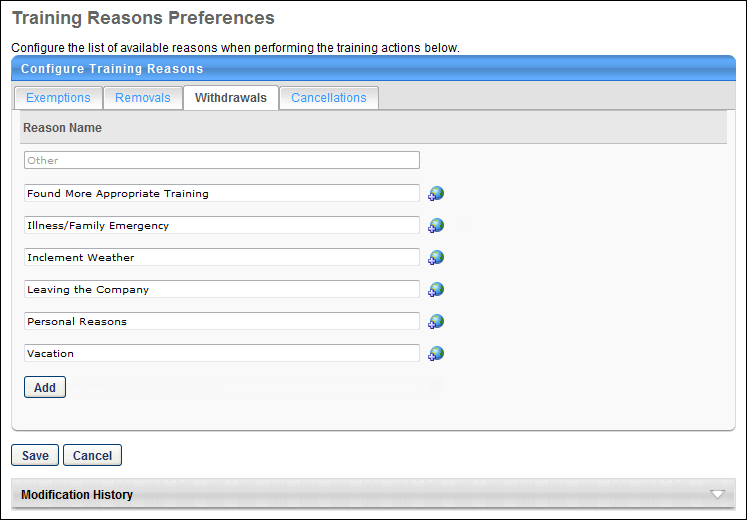 Training Reasons Preferences
Configure the list of available reasons when performing the training actions below.
Configure Training Reasons
Exemptions Removals Withdrawals Cancellations
Reason Name
Other
Found More Appropriate Training
Illness/Family Emergency
Inclement Weather
Leaving the Company
Personal Reasons
Vacation
Add
Save Cancel
Modification History